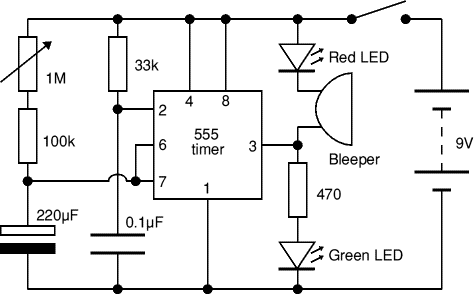 33k
Red LED
1M
4
8
2
555
timer
9V
100k
6
3
Bleeper
7
1
470
220µF
0.1µF
Green LED